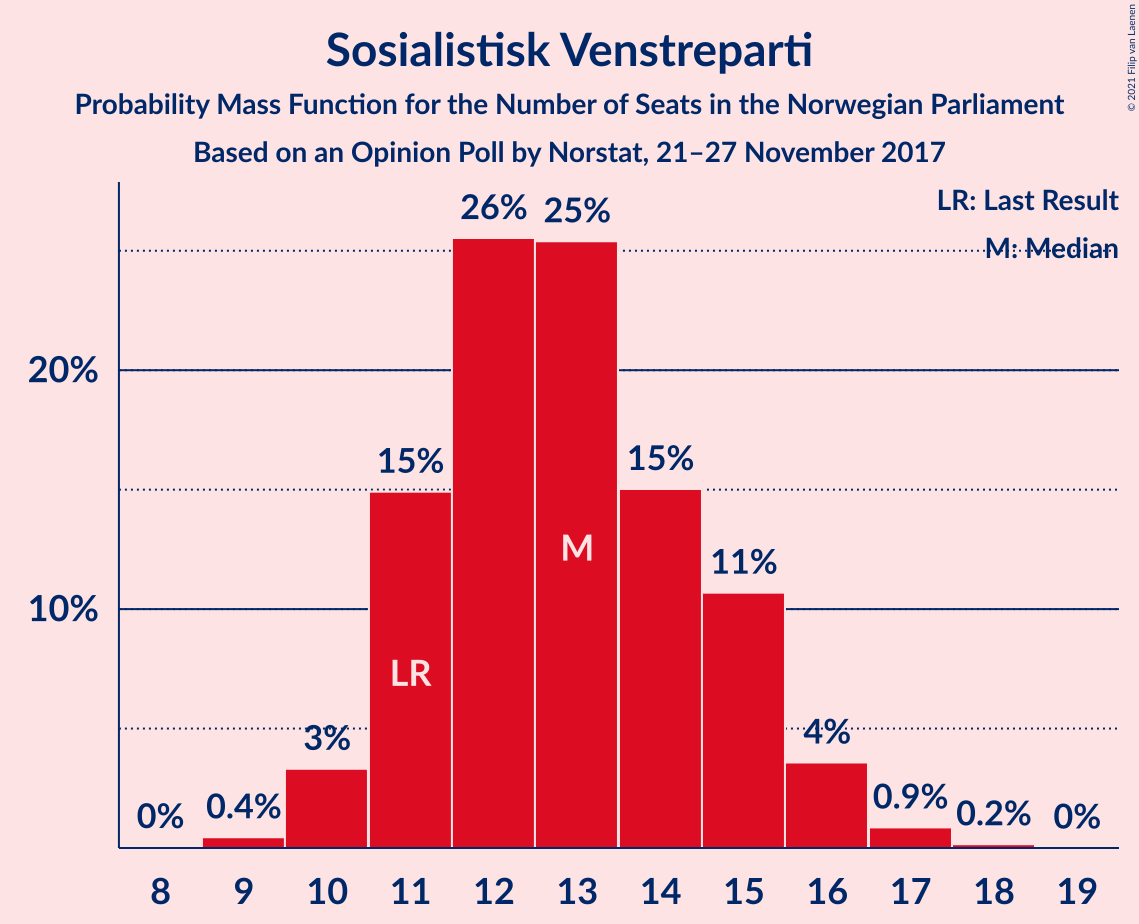 Sosialistisk Venstreparti
Probability Mass Function for the Number of Seats in the Norwegian Parliament
Based on an Opinion Poll by Norstat, 21–27 November 2017
© 2021 Filip van Laenen
LR: Last Result
M: Median
20%
10%
0%
0.4%
3%
15%
26%
25%
15%
11%
4%
0.9%
0.2%
0%
LR
M
8 9 10 11 12 13 14 15 16 17 18 19